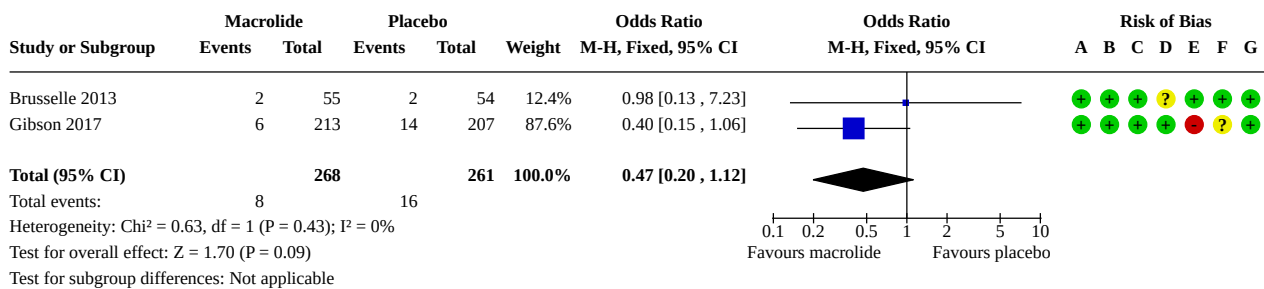 Macrolide Placebo Odds Ratio Odds Ratio Risk of Bias
Study or Subgroup Events Total Events Total Weight M-H, Fixed, 95% CI M-H, Fixed, 95% CI A B C D E F G
Brusselle 2013 2 55 2 54 12.4% 0.98 [0.13 , 7.23] + + + ? + + +
Gibson 2017 6 213 14 207 87.6% 0.40 [0.15 , 1.06] + + + + - ? +
Total (95% CI) 268 261 100.0% 0.47 [0.20 , 1.12]
Total events: 8 16
Heterogeneity: Chi² = 0.63, df = 1 (P = 0.43); I² = 0%
0.1 0.2 0.5 1 2 5 10
Test for overall effect: Z = 1.70 (P = 0.09) Favours macrolide Favours placebo
Test for subgroup differences: Not applicable